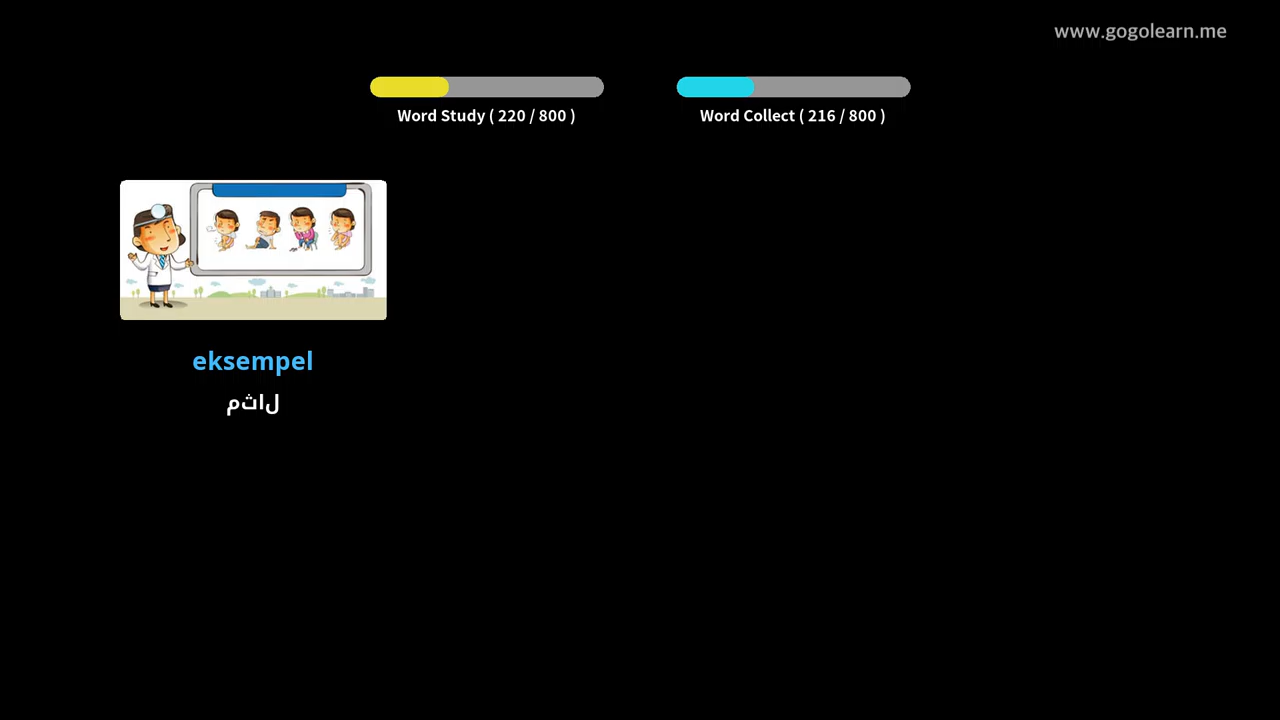 www.gogolearn.me
Word Study ( 220 / 800 )
Word Collect ( 216 / 800 )
eksempel
مثال